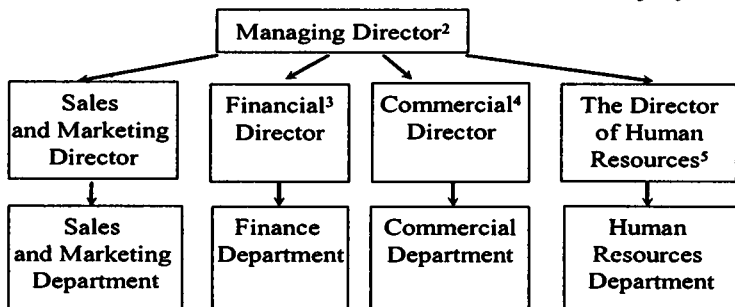 Managing Director²
Sales
and Marketing
Director
Financial³
Director
Commercial⁴
Director
The Director
of Human
Resources⁵
Sales
and Marketing
Department
Finance
Department
Commercial
Department
Human
Resources
Department